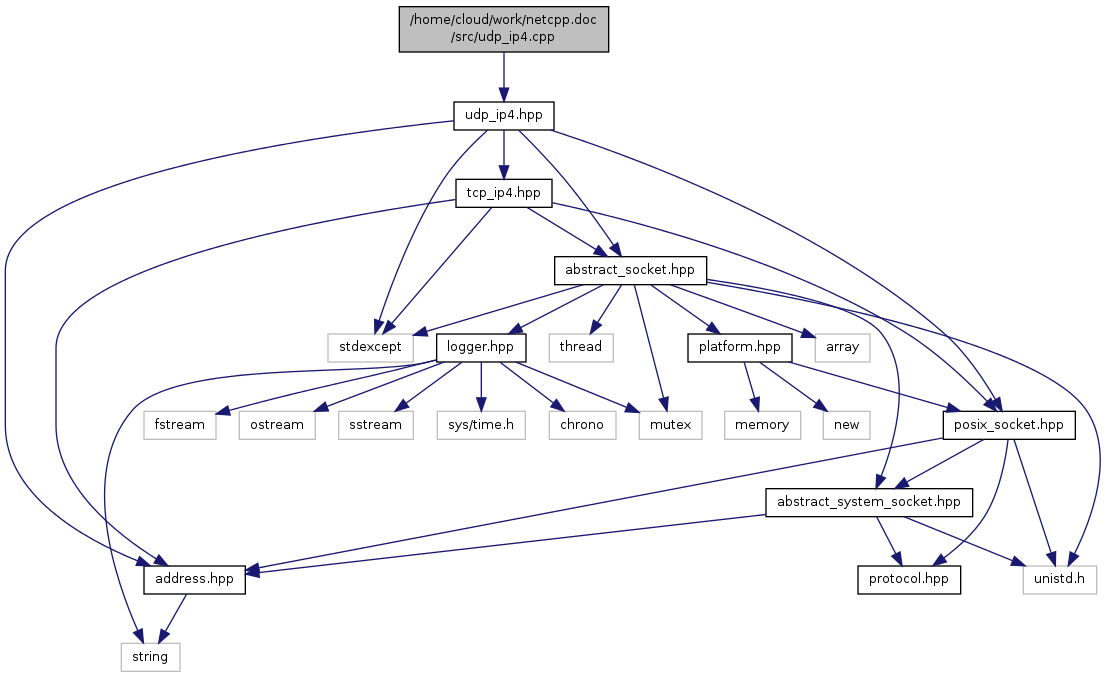 /home/cloud/work/netcpp.doc
/src/udp_ip4.cpp
udp_ip4.hpp
tcp_ip4.hpp
abstract_socket.hpp
stdexcept
logger.hpp
thread
platform.hpp
array
fstream
ostream
sstream
sys/time.h
chrono
mutex
memory
new
posix_socket.hpp
abstract_system_socket.hpp
address.hpp
protocol.hpp
unistd.h
string